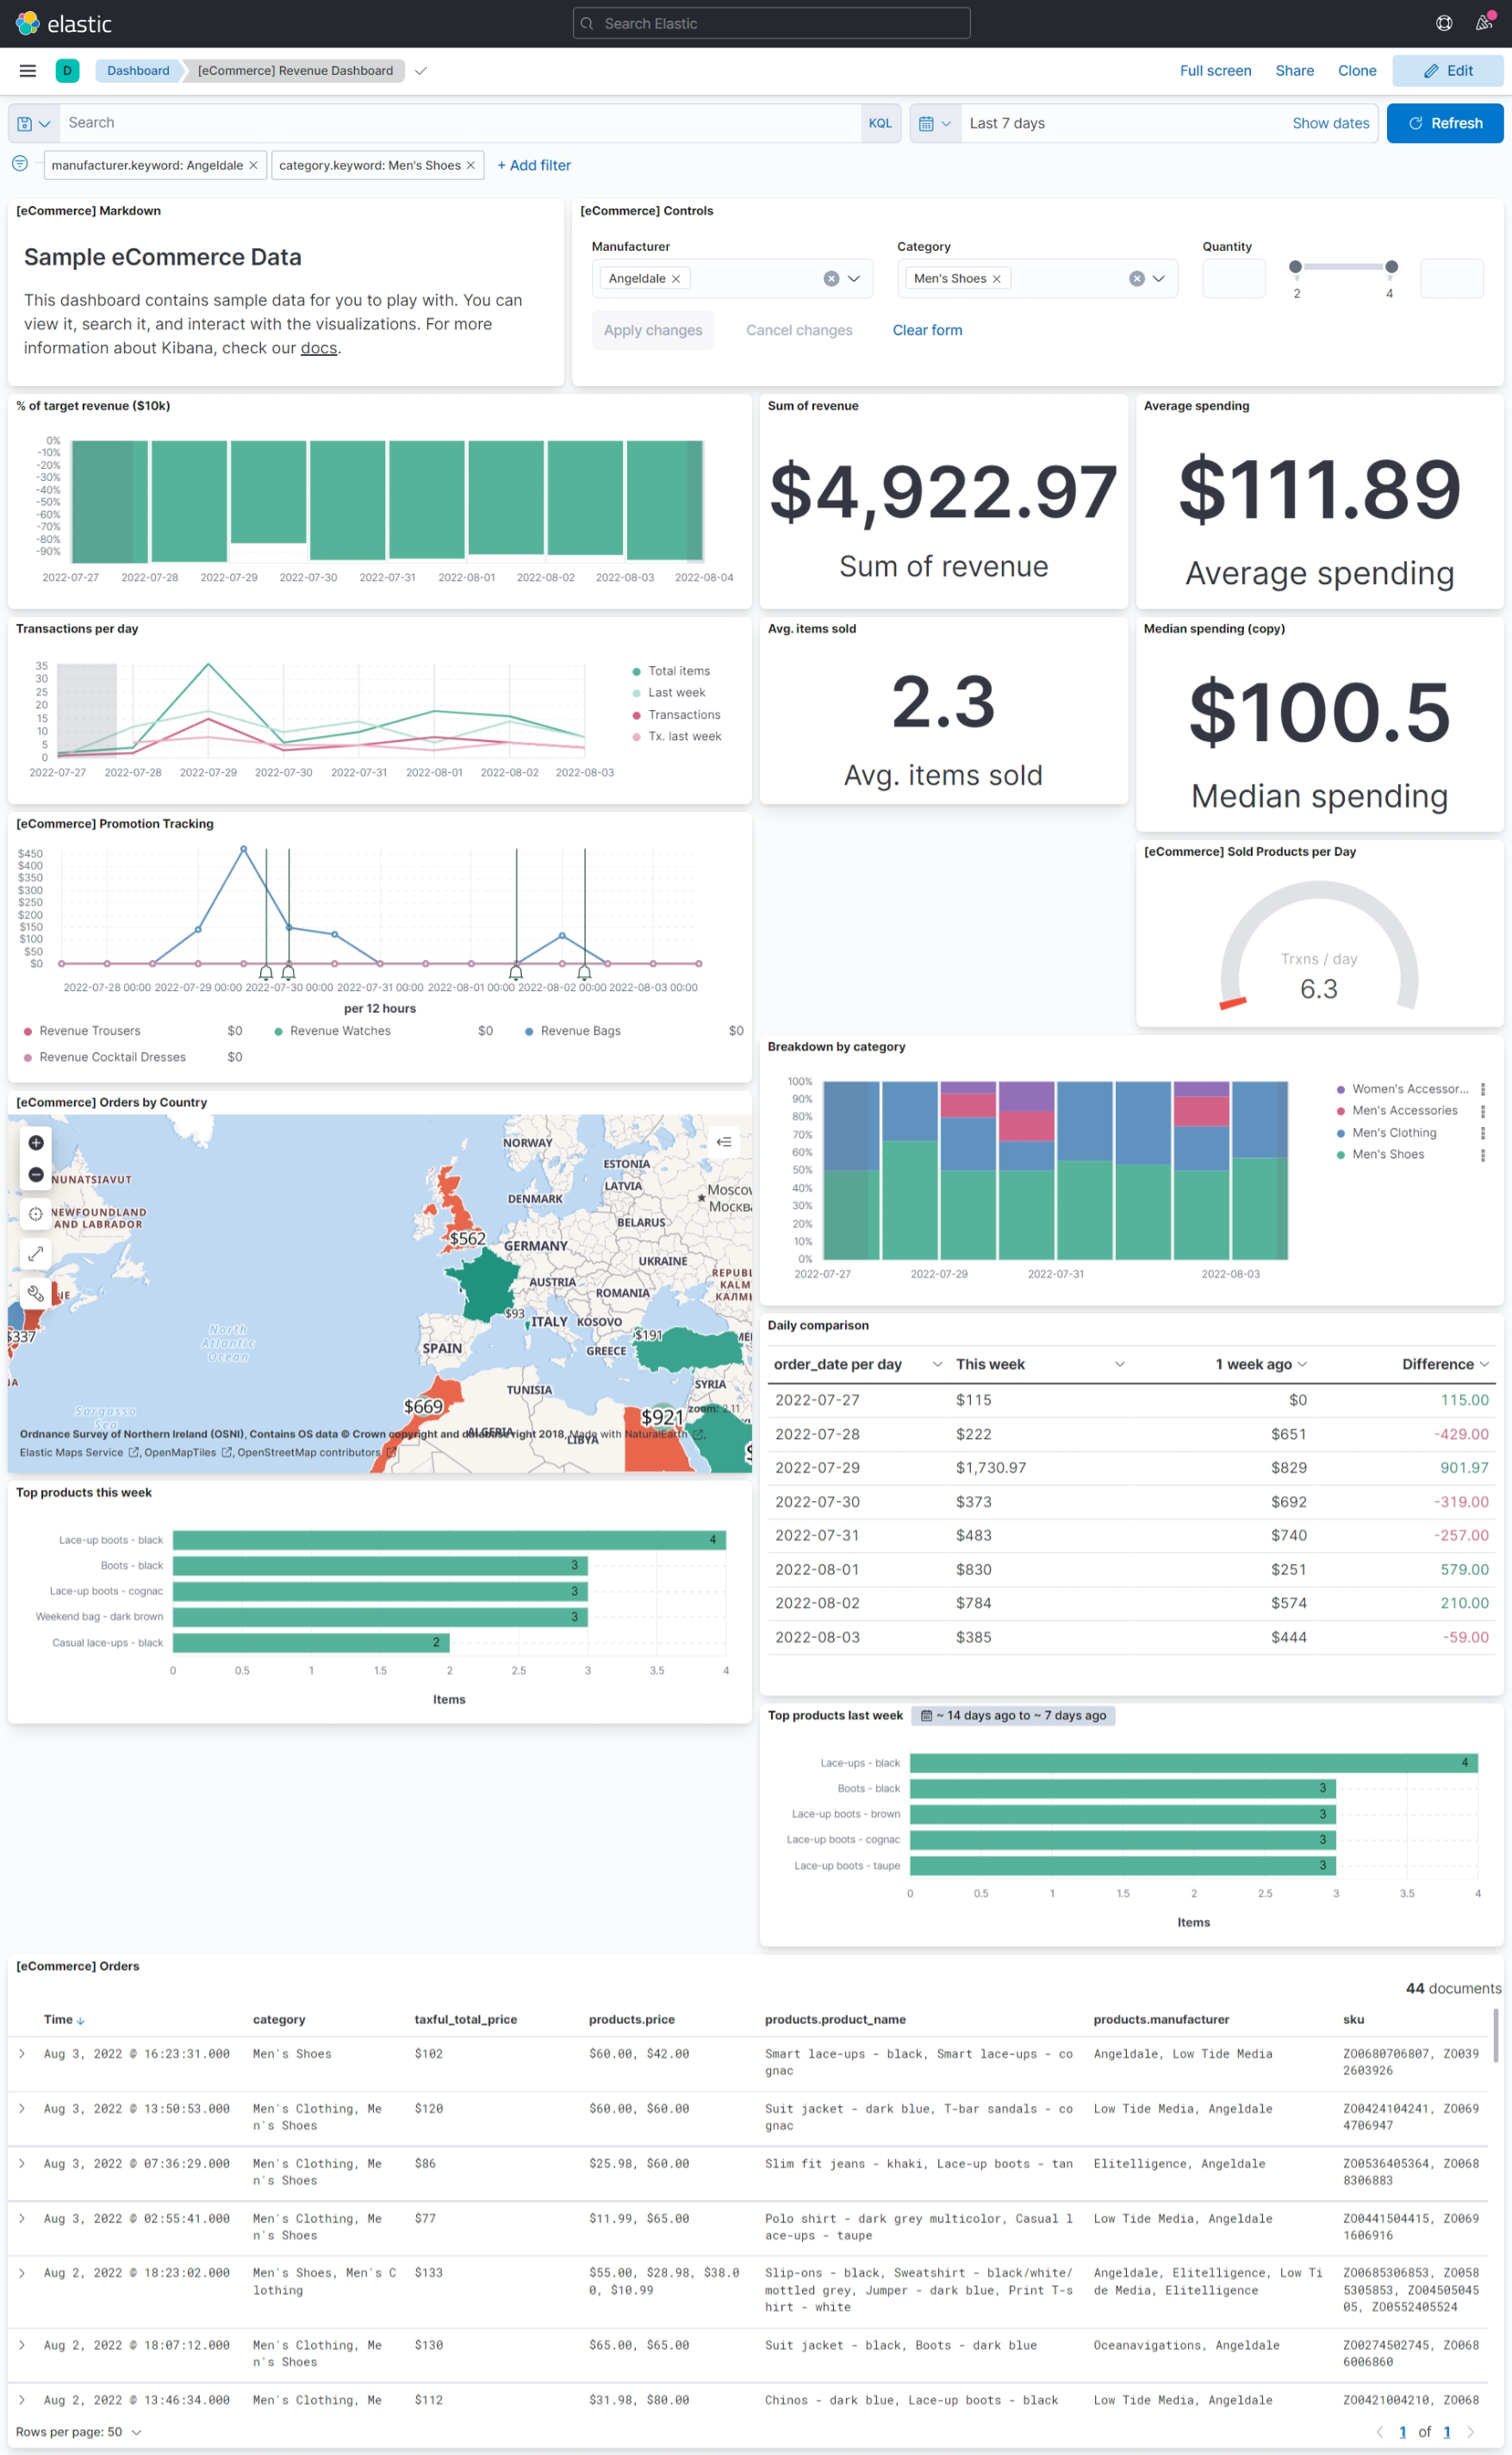 elastic
Search Elastic
D
Dashboard
[eCommerce] Revenue Dashboard
Full screen
Share
Clone
Edit
Search
KQL
Last 7 days
Show dates
Refresh
manufacturer.keyword: Angeldale
category.keyword: Men's Shoes
+ Add filter
[eCommerce] Markdown
Sample eCommerce Data
This dashboard contains sample data for you to play with. You can
view it, search it, and interact with the visualizations. For more
information about Kibana, check our docs.
[eCommerce] Controls
Manufacturer
Category
Quantity
Angeldale
Men's Shoes
2
4
Apply changes
Cancel changes
Clear form
% of target revenue ($10k)
0%
-10%
-20%
-30%
-40%
-50%
-60%
-70%
-80%
-90%
2022-07-27 2022-07-28 2022-07-29 2022-07-30 2022-07-31 2022-08-01 2022-08-02 2022-08-03 2022-08-04
Sum of revenue
$4,922.97
Sum of revenue
Average spending
$111.89
Average spending
Transactions per day
35
30
25
20
15
10
5
0
2022-07-27 2022-07-28 2022-07-29 2022-07-30 2022-07-31 2022-08-01 2022-08-02 2022-08-03
Total items
Last week
Transactions
Tx. last week
Avg. items sold
2.3
Avg. items sold
Median spending (copy)
$100.5
Median spending
[eCommerce] Promotion Tracking
$450
$400
$350
$300
$250
$200
$150
$100
$50
$0
2022-07-28 00:00 2022-07-29 00:00 2022-07-30 00:00 2022-07-31 00:00 2022-08-01 00:00 2022-08-02 00:00 2022-08-03 00:00
per 12 hours
Revenue Trousers $0
Revenue Watches $0
Revenue Bags $0
Revenue Cocktail Dresses $0
[eCommerce] Sold Products per Day
Trxns / day
6.3
[eCommerce] Orders by Country
NORWAY
NUNATSIAVUT
ESTONIA
LATVIA
DENMARK
Moscow
Москва
NEWFOUNDLAND
AND LABRADOR
BELARUS
$562
GERMANY
UKRAINE
REPUBL
KALM
КАЛМЫ
AUSTRIA
ROMANIA
NE
$93
ITALY
KOSOVO
$337
North
Atlantic
Ocean
$191
SPAIN
GREECE
SYRIA
TUNISIA
$669
Sargasso
Sea
$921
zoom: 2.11
ALGERIA
LIBYA
Ordnance Survey of Northern Ireland (OSNI), Contains OS data © Crown copyright and database right 2018, Made with NaturalEarth,
Elastic Maps Service, OpenMapTiles, OpenStreetMap contributors
Breakdown by category
100%
90%
80%
70%
60%
50%
40%
30%
20%
10%
0%
2022-07-27 2022-07-29 2022-07-31 2022-08-03
Women's Accessor...
Men's Accessories
Men's Clothing
Men's Shoes
Daily comparison
order_date per day This week 1 week ago Difference
2022-07-27 $115 $0 115.00
2022-07-28 $222 $651 -429.00
2022-07-29 $1,730.97 $829 901.97
2022-07-30 $373 $692 -319.00
2022-07-31 $483 $740 -257.00
2022-08-01 $830 $251 579.00
2022-08-02 $784 $574 210.00
2022-08-03 $385 $444 -59.00
Top products this week
Lace-up boots - black 4
Boots - black 3
Lace-up boots - cognac 3
Weekend bag - dark brown 3
Casual lace-ups - black 2
0 0.5 1 1.5 2 2.5 3 3.5 4
Items
Top products last week
~ 14 days ago to ~ 7 days ago
Lace-ups - black 4
Boots - black 3
Lace-up boots - brown 3
Lace-up boots - cognac 3
Lace-up boots - taupe 3
0 0.5 1 1.5 2 2.5 3 3.5 4
Items
[eCommerce] Orders
44 documents
Time category taxful_total_price products.price products.product_name products.manufacturer sku
Aug 3, 2022 @ 16:23:31.000 Men's Shoes $102 $60.00, $42.00 Smart lace-ups - black, Smart lace-ups - co Angeldale, Low Tide Media ZO0680706807, ZO039
gnac 2603926
Aug 3, 2022 @ 13:50:53.000 Men's Clothing, Me $120 $60.00, $60.00 Suit jacket - dark blue, T-bar sandals - co Low Tide Media, Angeldale ZO0424104241, ZO069
n's Shoes gnac 4706947
Aug 3, 2022 @ 07:36:29.000 Men's Clothing, Me $86 $25.98, $60.00 Slim fit jeans - khaki, Lace-up boots - tan Elitelligence, Angeldale ZO0536405364, ZO068
n's Shoes 8306883
Aug 3, 2022 @ 02:55:41.000 Men's Clothing, Me $77 $11.99, $65.00 Polo shirt - dark grey multicolor, Casual l Low Tide Media, Angeldale ZO0441504415, ZO069
n's Shoes ace-ups - taupe 1606916
Aug 2, 2022 @ 18:23:02.000 Men's Shoes, Men's C $133 $55.00, $28.98, $38.0 Slip-ons - black, Sweatshirt - black/white/ Angeldale, Elitelligence, Low Ti ZO0685306853, ZO058
lothing 0, $10.99 mottled grey, Jumper - dark blue, Print T-s de Media, Elitelligence 5305853, ZO04505045
hirt - white 05, ZO0552405524
Aug 2, 2022 @ 18:07:12.000 Men's Clothing, Me $130 $65.00, $65.00 Suit jacket - black, Boots - dark blue Oceanavigations, Angeldale ZO0274502745, ZO068
n's Shoes 6006860
Aug 2, 2022 @ 13:46:34.000 Men's Clothing, Me $112 $31.98, $80.00 Chinos - dark blue, Lace-up boots - black Low Tide Media, Angeldale ZO0421004210, ZO068
Rows per page: 50
1 of 1